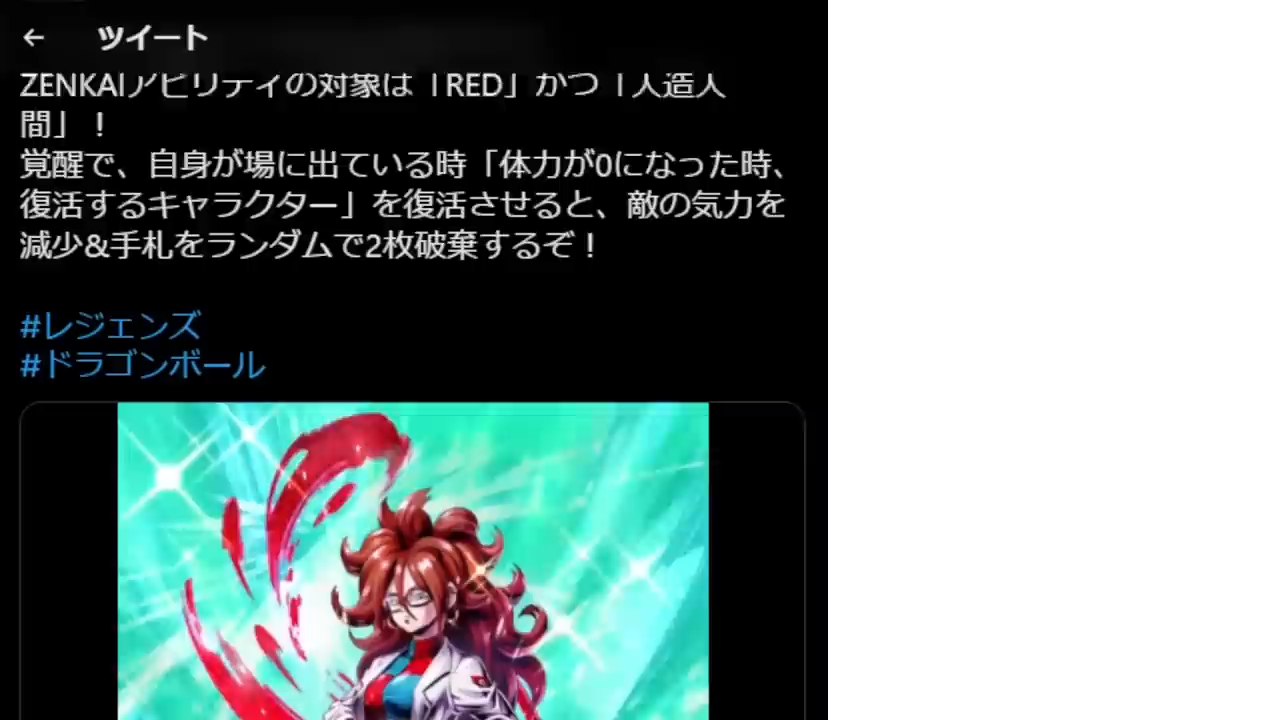 ツイート
ZENKAIアビリティの対象は「RED」かつ「人造人
間」！
覚醒で、自身が場に出ている時「体力が0になった時、
復活するキャラクター」を復活させると、敵の気力を
減少&手札をランダムで2枚破棄するぞ！
#レジェンズ
#ドラゴンボール